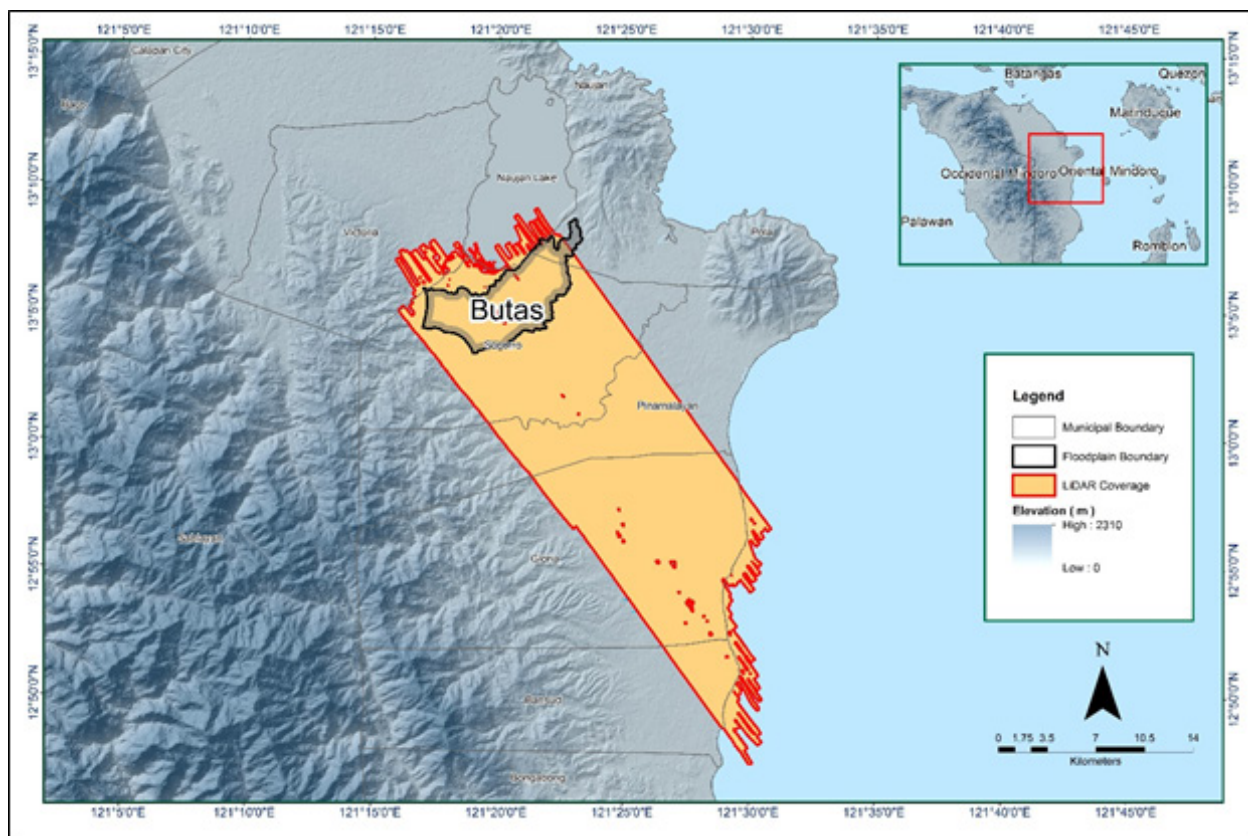 121°5'0"E 121°10'0"E 121°15'0"E 121°20'0"E 121°25'0"E 121°30'0"E 121°40'0"E 121°45'0"E
13°15'0"N
13°10'0"N
13°5'0"N
13°0'0"N
12°55'0"N
12°50'0"N
Calapan City
Baco
Naujan
Naujan Lake
Victoria
Pola
Butas
Socorro
Pinamalayan
Sablayan
Gloria
Bansud
Bongabong
Batangas
Quezon
Marinduque
Occidental Mindoro
Oriental Mindoro
Palawan
Romblon
Legend
Municipal Boundary
Floodplain Boundary
LiDAR Coverage
Elevation ( m )
High : 2310
Low : 0
N
0 1.75 3.5 7 10.5 14
Kilometers
13°15'0"N
13°10'0"N
13°5'0"N
13°0'0"N
12°55'0"N
12°50'0"N
121°5'0"E 121°10'0"E 121°15'0"E 121°20'0"E 121°25'0"E 121°30'0"E 121°40'0"E 121°45'0"E